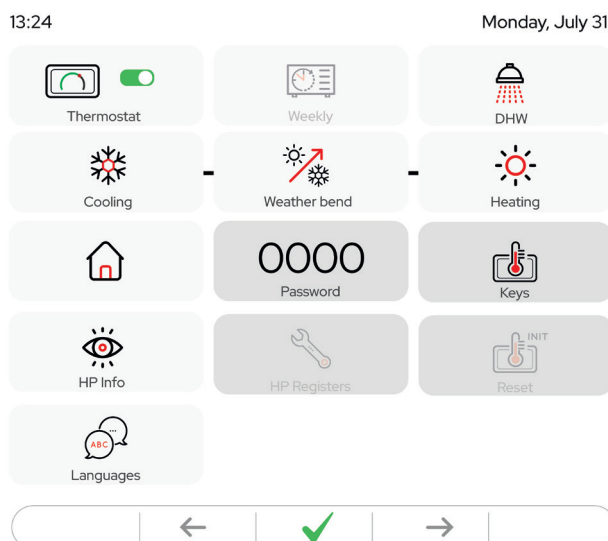 13:24
Monday, July 31
Thermostat
Weekly
DHW
Cooling
Weather bend
Heating
0000
Password
Keys
HP Info
HP Registers
INIT
Reset
ABC
...
Languages